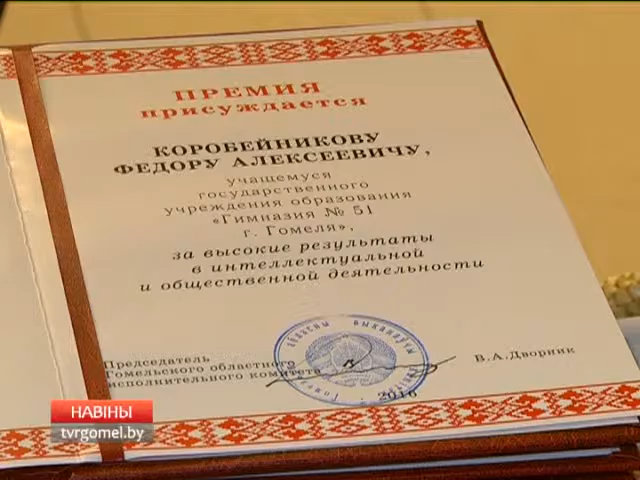 ПРЕМИЯ
присуждается
КОРОБЕЙНИКОВУ
ФЕДОРУ АЛЕКСЕЕВИЧУ,
учащемуся
государственного
учреждения образования
«Гимназия № 51
г. Гомеля»,
за высокие результаты
в интеллектуальной
и общественной деятельности
Председатель
Гомельского областного
исполнительного комитета
В.А.Дворник
2016
НАВІНЫ
tvrgomel.by